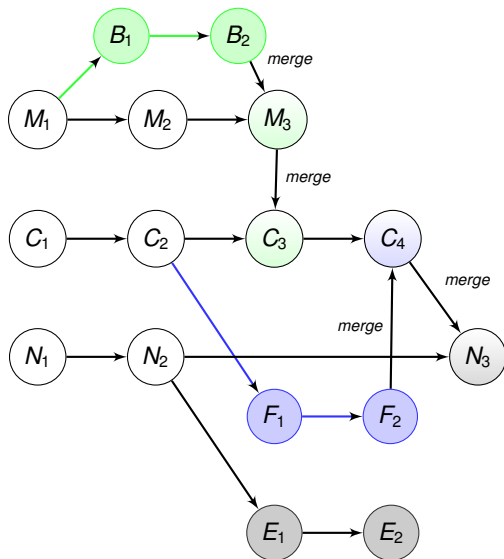 B₁ B₂
merge
M₁ M₂ M₃
merge
C₁ C₂ C₃ C₄
merge
merge
N₁ N₂ N₃
F₁ F₂
E₁ E₂